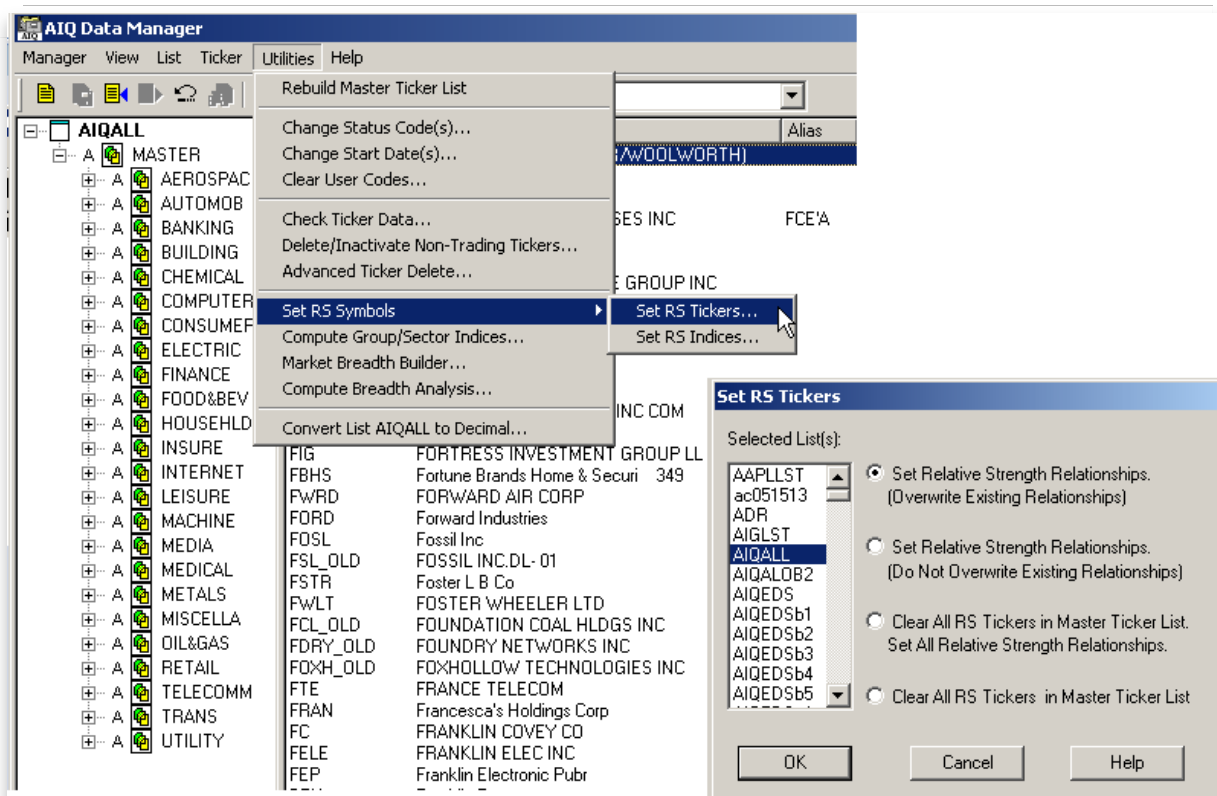 AIQ Data Manager
Manager View List Ticker Utilities Help
Rebuild Master Ticker List
Change Status Code(s)...
Change Start Date(s)...
Clear User Codes...
Check Ticker Data...
Delete/Inactivate Non-Trading Tickers...
Advanced Ticker Delete...
Set RS Symbols
Compute Group/Sector Indices...
Market Breadth Builder...
Compute Breadth Analysis...
Convert List AIQALL to Decimal...
Set RS Tickers...
Set RS Indices...
AIQALL
A MASTER
A AEROSPAC
A AUTOMOB
A BANKING
A BUILDING
A CHEMICAL
A COMPUTER
A CONSUMER
A ELECTRIC
A FINANCE
A FOOD&BEV
A HOUSEHLD
A INSURE
A INTERNET
A LEISURE
A MACHINE
A MEDIA
A MEDICAL
A METALS
A MISCELLA
A OIL&GAS
A RETAIL
A TELECOMM
A TRANS
A UTILITY
Alias
/WOOLWORTH)
SES INC FCE'A
E GROUP INC
INC COM
FIG FORTRESS INVESTMENT GROUP LL
FBHS Fortune Brands Home & Securi 349
FWRD FORWARD AIR CORP
FORD Forward Industries
FOSL Fossil Inc
FSL_OLD FOSSIL INC.DL- 01
FSTR Foster L B Co
FWLT FOSTER WHEELER LTD
FCL_OLD FOUNDATION COAL HLDGS INC
FDRY_OLD FOUNDRY NETWORKS INC
FOXH_OLD FOXHOLLOW TECHNOLOGIES INC
FTE FRANCE TELECOM
FRAN Francesca's Holdings Corp
FC FRANKLIN COVEY CO
FELE FRANKLIN ELEC INC
FEP Franklin Electronic Pubr
Set RS Tickers
Selected List(s):
AAPLLST
ac051513
ADR
AIGLST
AIQALL
AIQALOB2
AIQEDS
AIQEDSb1
AIQEDSb2
AIQEDSb3
AIQEDSb4
AIQEDSb5
Set Relative Strength Relationships.
(Overwrite Existing Relationships)
Set Relative Strength Relationships.
(Do Not Overwrite Existing Relationships)
Clear All RS Tickers in Master Ticker List.
Set All Relative Strength Relationships.
Clear All RS Tickers in Master Ticker List
OK Cancel Help